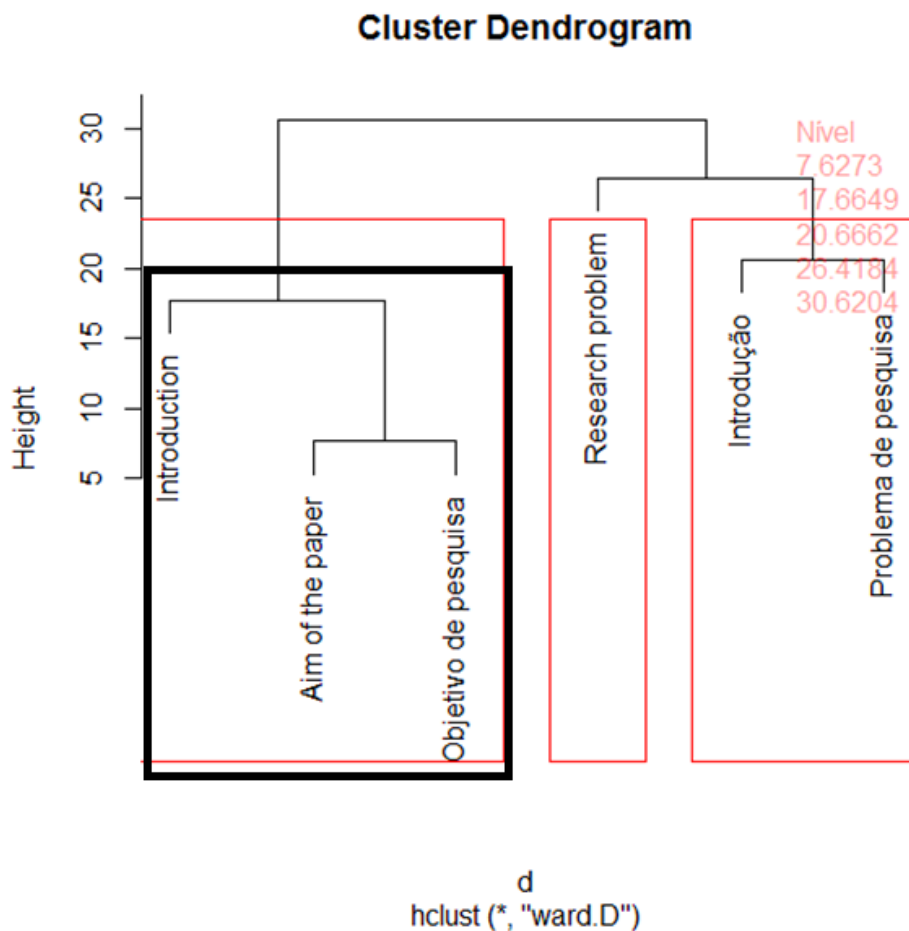 Cluster Dendrogram
Height
30
25
20
15
10
5
Nível
7.6273
17.6649
20.6662
26.4184
30.6204
Introduction
Aim of the paper
Objetivo de pesquisa
Research problem
Introdução
Problema de pesquisa
d
hclust (*, "ward.D")